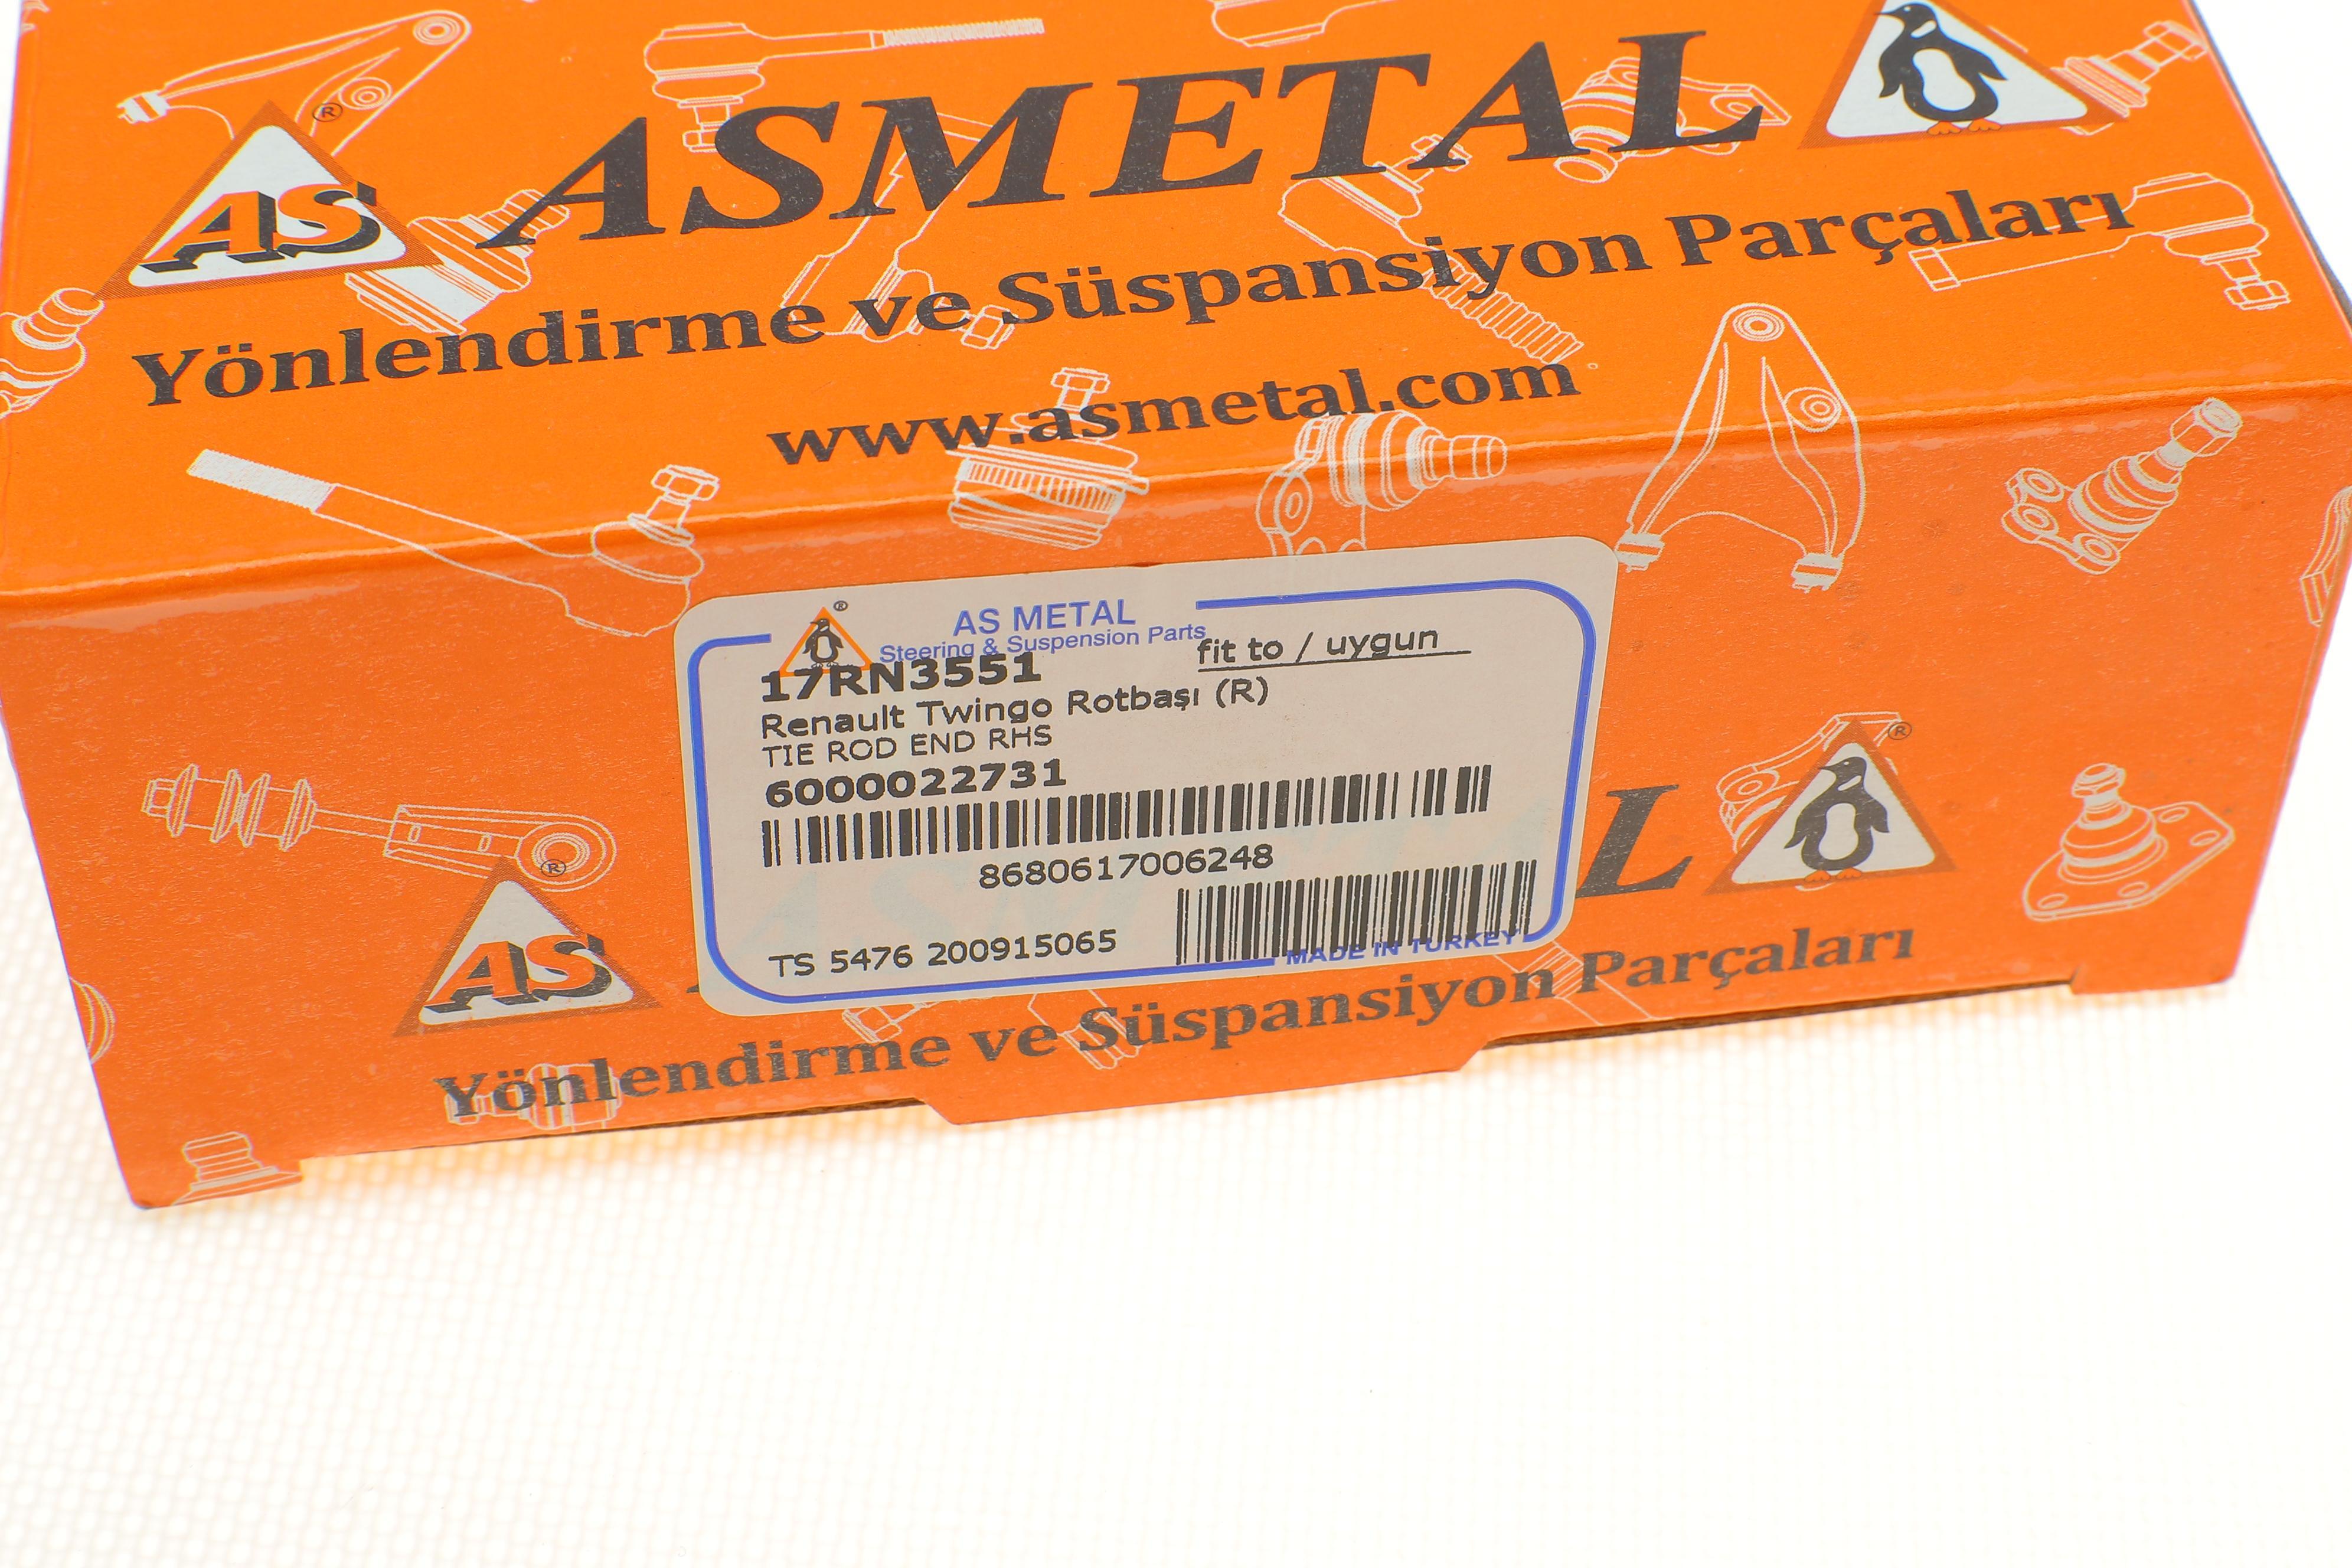 AS ®
ASMETAL
Yönlendirme ve Süspansiyon Parçaları
www.asmetal.com
®
AS METAL
Steering & Suspension Parts
fit to / uygun
17RN3551
Renault Twingo Rotbaşı (R)
TIE ROD END RHS
6000022731
8680617006248
TS 5476 200915065
MADE IN TURKEY
AS ®
L
®
Yönlendirme ve Süspansiyon Parçaları